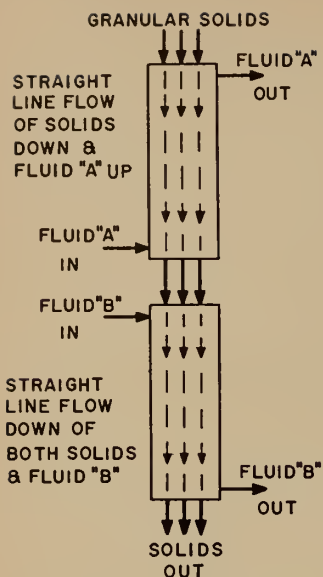 GRANULAR SOLIDS
FLUID "A"
OUT
STRAIGHT
LINE FLOW
OF SOLIDS
DOWN &
FLUID "A" UP
FLUID "A"
IN
FLUID "B"
IN
STRAIGHT
LINE FLOW
DOWN OF
BOTH SOLIDS
& FLUID "B"
FLUID "B"
OUT
SOLIDS
OUT